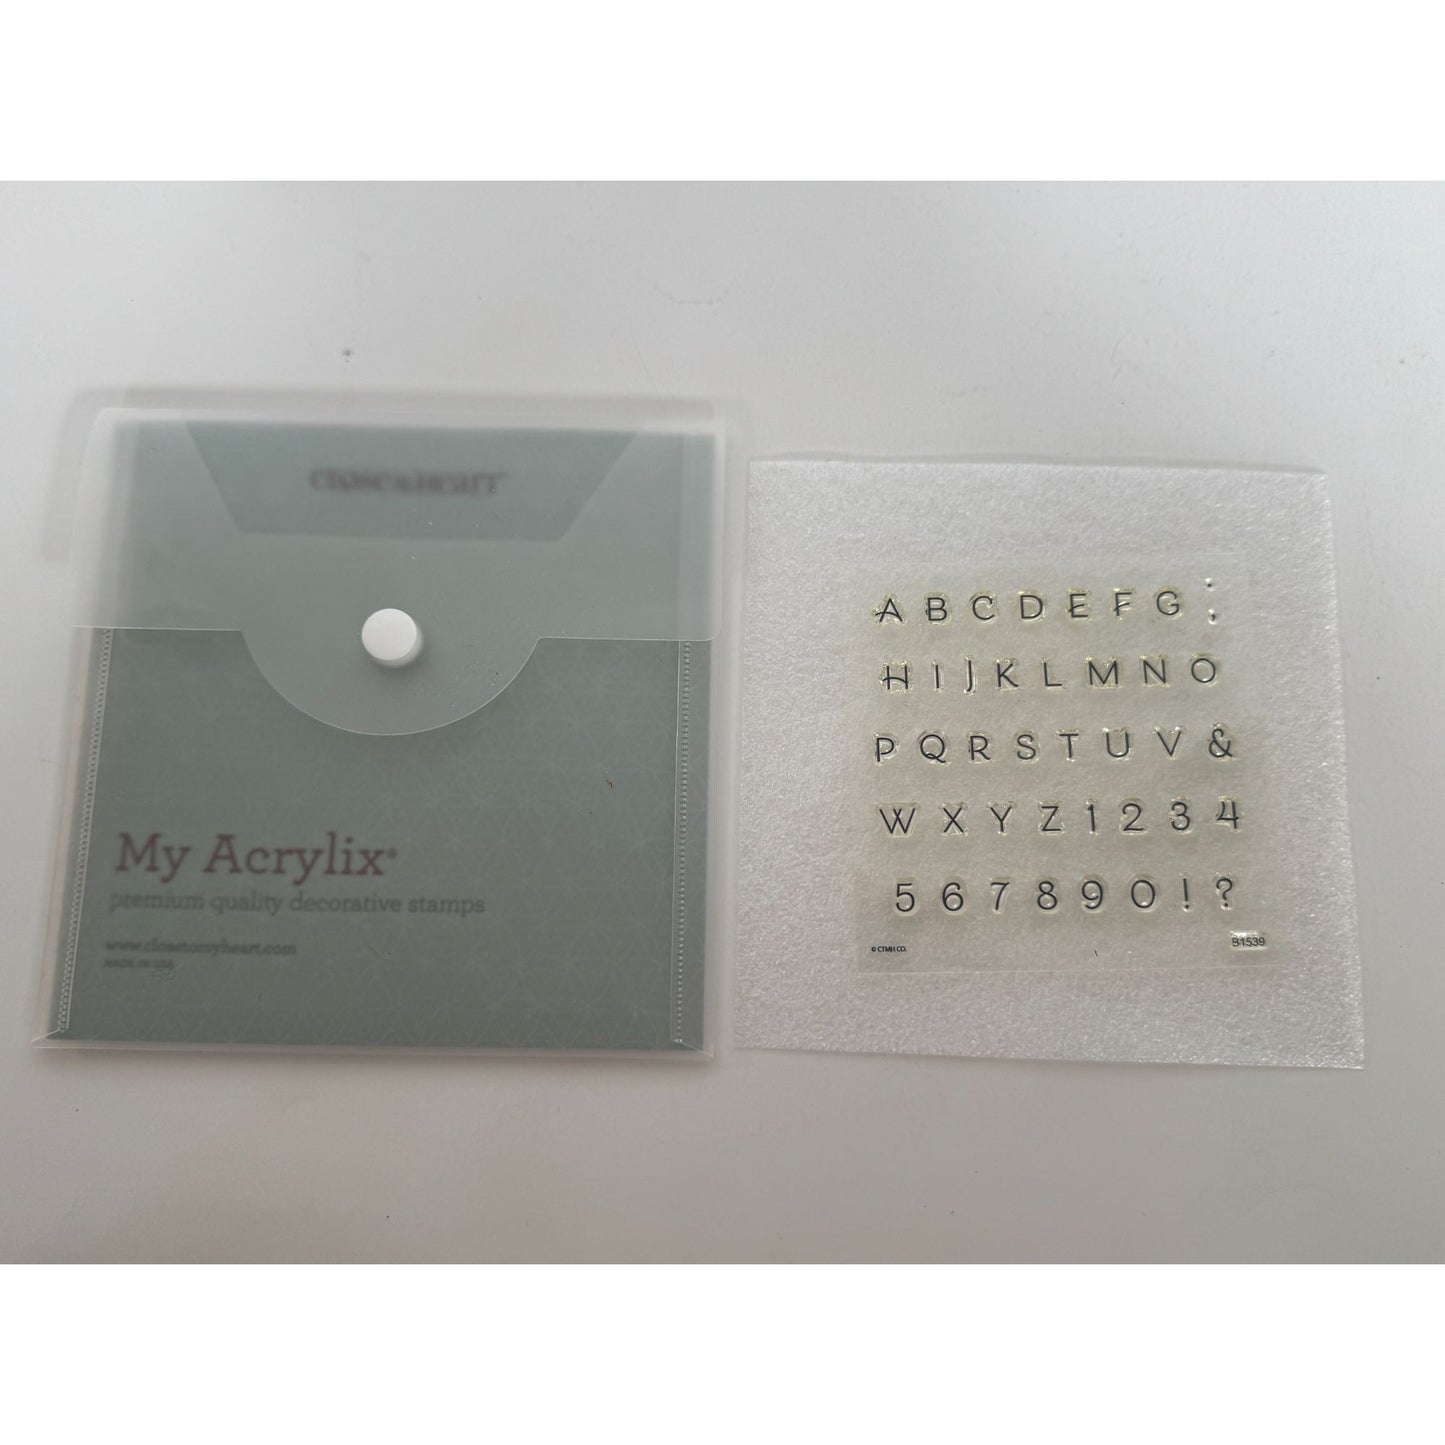 CLOSE TO MY HEART
My Acrylix®
premium quality decorative stamps
www.closetomyheart.com
MADE IN USA
A B C D E F G
H I J K L M N O
P Q R S T U V &
W X Y Z 1 2 3 4
5 6 7 8 9 0 ! ?
© CTMH CO.
B1539